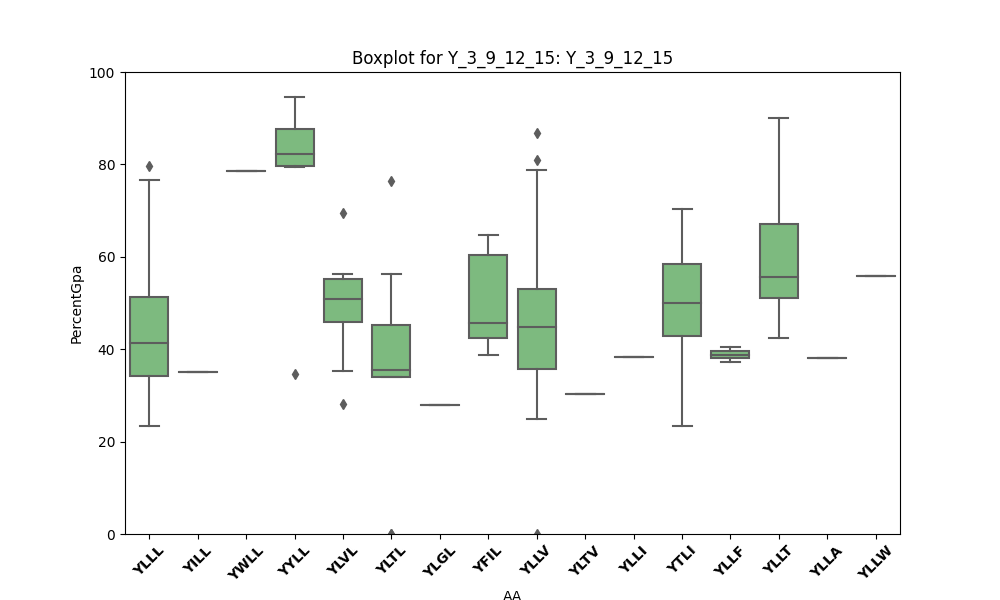 Boxplot for Y_3_9_12_15: Y_3_9_12_15
100
80
60
40
20
0
PercentGpa
YLLL YILL YWLL YYLL YLVL YLTL YLGL YFIL YLLV YLTV YLLI YTLI YLLF YLLT YLLA YLLW
AA